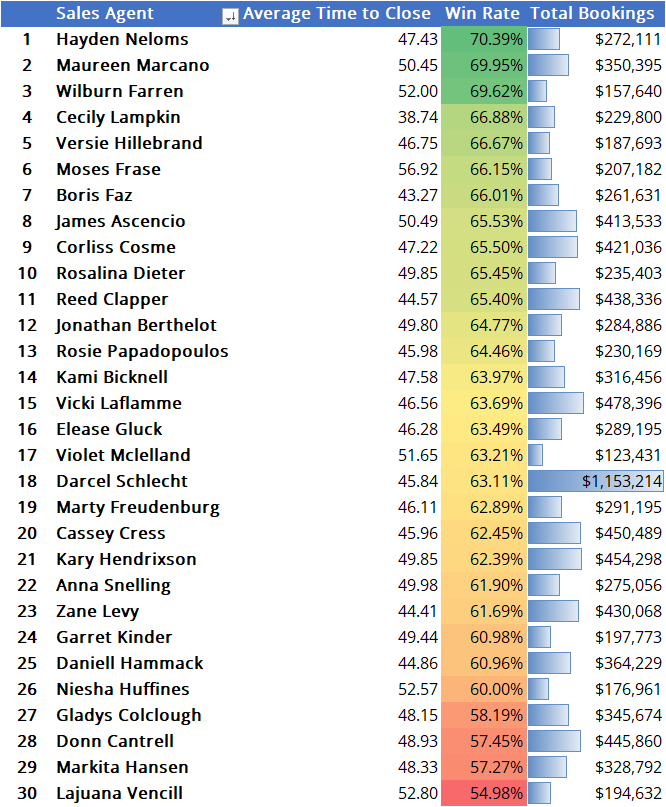 Sales Agent Average Time to Close Win Rate Total Bookings
1 Hayden Neloms 47.43 70.39% $272,111
2 Maureen Marcano 50.45 69.95% $350,395
3 Wilburn Farren 52.00 69.62% $157,640
4 Cecily Lampkin 38.74 66.88% $229,800
5 Versie Hillebrand 46.75 66.67% $187,693
6 Moses Frase 56.92 66.15% $207,182
7 Boris Faz 43.27 66.01% $261,631
8 James Ascencio 50.49 65.53% $413,533
9 Corliss Cosme 47.22 65.50% $421,036
10 Rosalina Dieter 49.85 65.45% $235,403
11 Reed Clapper 44.57 65.40% $438,336
12 Jonathan Berthelot 49.80 64.77% $284,886
13 Rosie Papadopoulos 45.98 64.46% $230,169
14 Kami Bicknell 47.58 63.97% $316,456
15 Vicki Laflamme 46.56 63.69% $478,396
16 Elease Gluck 46.28 63.49% $289,195
17 Violet Mclelland 51.65 63.21% $123,431
18 Darcel Schlecht 45.84 63.11% $1,153,214
19 Marty Freudenburg 46.11 62.89% $291,195
20 Cassey Cress 45.96 62.45% $450,489
21 Kary Hendrixson 49.85 62.39% $454,298
22 Anna Snelling 49.98 61.90% $275,056
23 Zane Levy 44.41 61.69% $430,068
24 Garret Kinder 49.44 60.98% $197,773
25 Daniell Hammack 44.86 60.96% $364,229
26 Niesha Huffines 52.57 60.00% $176,961
27 Gladys Colclough 48.15 58.19% $345,674
28 Donn Cantrell 48.93 57.45% $445,860
29 Markita Hansen 48.33 57.27% $328,792
30 Lajuana Vencill 52.80 54.98% $194,632